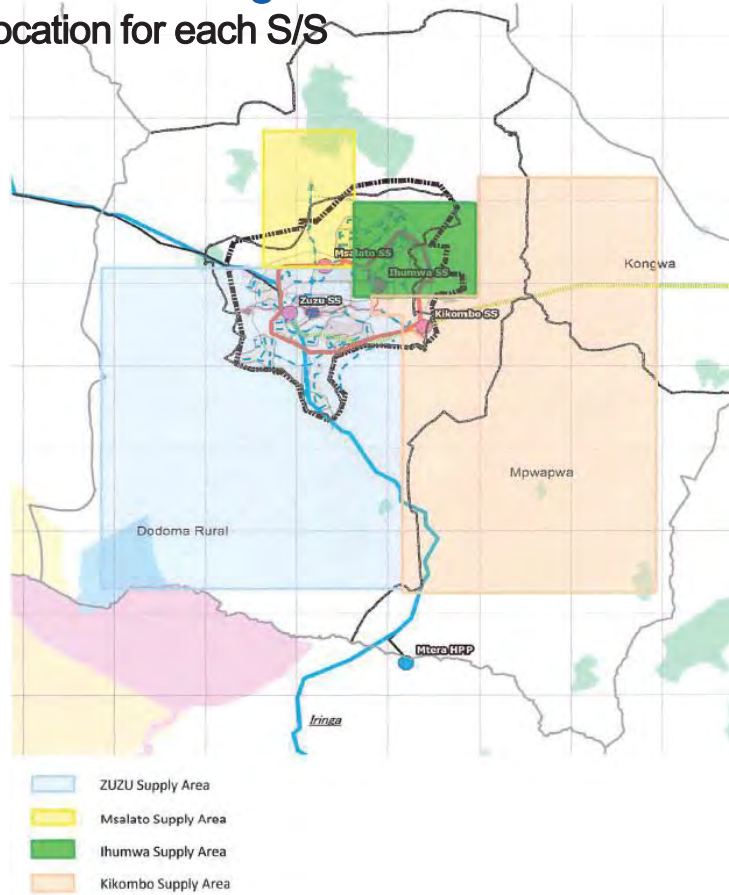 ocation for each S/S
Msalato SS
Kongwa
Ihumwa SS
Zuzu SS
Kikombo SS
Mpwapwa
Dodoma Rural
Mtera HPP
Iringa
ZUZU Supply Area
Msalato Supply Area
Ihumwa Supply Area
Kikombo Supply Area